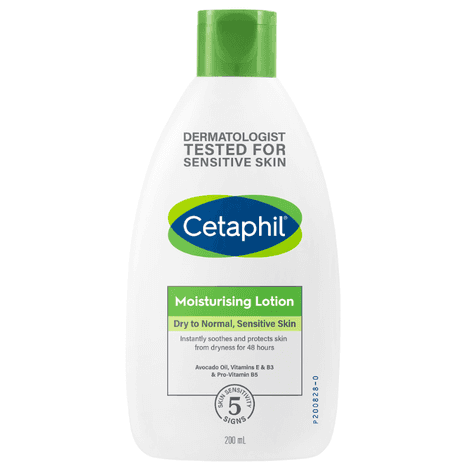 DERMATOLOGIST
TESTED FOR
SENSITIVE SKIN
Cetaphil®
Moisturising Lotion
Dry to Normal, Sensitive Skin
Instantly soothes and protects skin
from dryness for 48 hours
Avocado Oil, Vitamins E & B3
& Pro-Vitamin B5
SKIN SENSITIVITY
5
SIGNS
200 mL
P200828-0